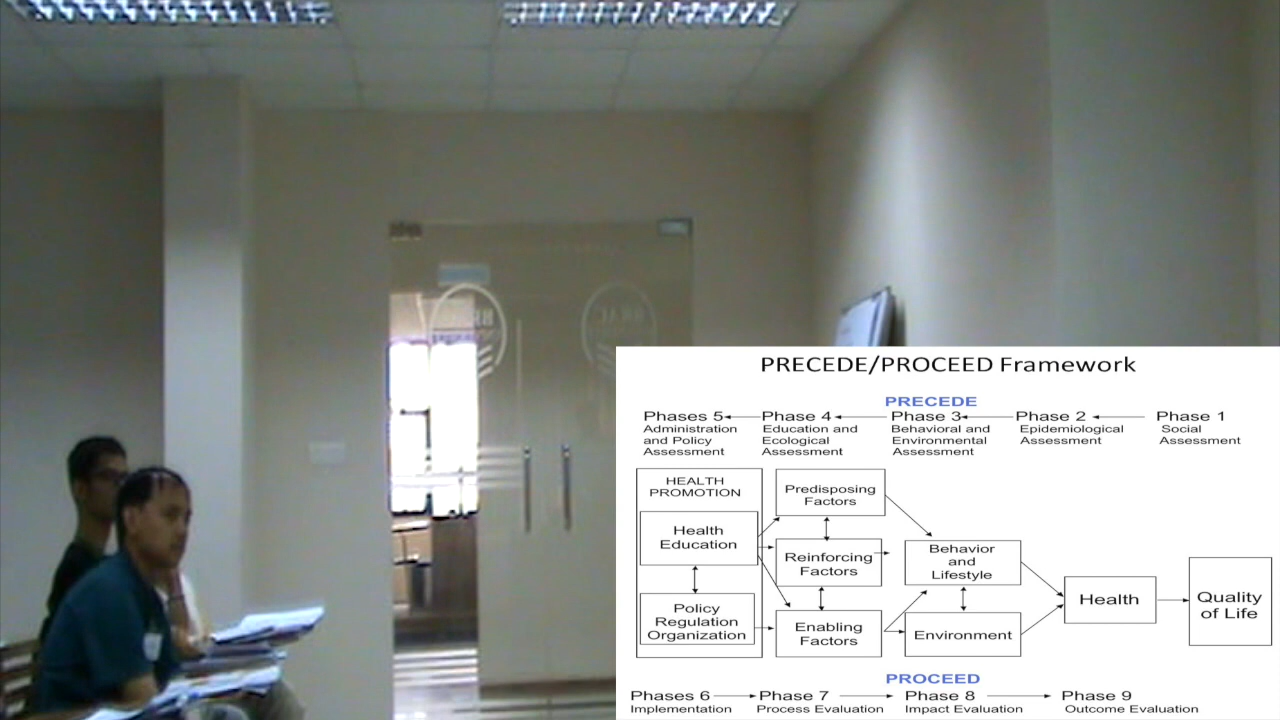 BRAC
PRECEDE/PROCEED Framework
PRECEDE
Phases 5 Phase 4 Phase 3 Phase 2 Phase 1
Administration Education and Behavioral and Epidemiological Social
and Policy Ecological Environmental Assessment Assessment
Assessment Assessment Assessment
HEALTH
PROMOTION
Health
Education
Policy
Regulation
Organization
Predisposing
Factors
Reinforcing
Factors
Enabling
Factors
Behavior
and
Lifestyle
Environment
Health
Quality
of Life
PROCEED
Phases 6 Phase 7 Phase 8 Phase 9
Implementation Process Evaluation Impact Evaluation Outcome Evaluation